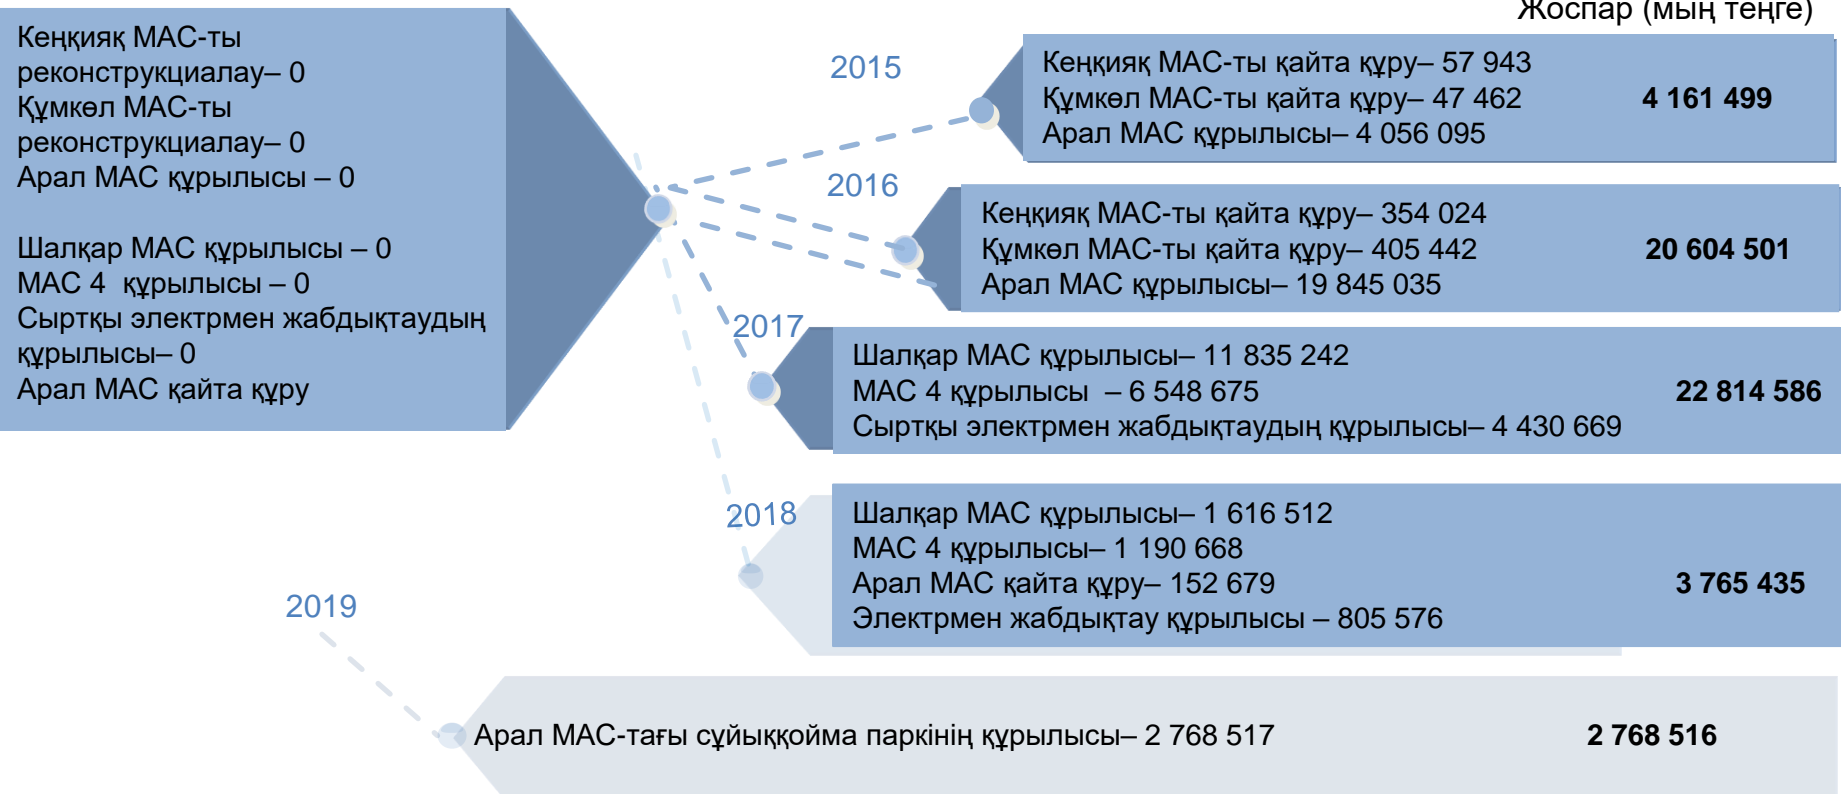 Жоспар (мың теңге)
Кеңқияқ МАС-ты
реконструкциалау– 0
Құмкөл МАС-ты
реконструкциалау– 0
Арал МАС құрылысы – 0
Шалқар МАС құрылысы – 0
МАС 4 құрылысы – 0
Сыртқы электрмен жабдықтаудың
құрылысы– 0
Арал МАС қайта құру
2015
Кеңқияқ МАС-ты қайта құру– 57 943
Құмкөл МАС-ты қайта құру– 47 462 4 161 499
Арал МАС құрылысы– 4 056 095
2016
Кеңқияқ МАС-ты қайта құру– 354 024
Құмкөл МАС-ты қайта құру– 405 442 20 604 501
Арал МАС құрылысы– 19 845 035
2017
Шалқар МАС құрылысы– 11 835 242
МАС 4 құрылысы – 6 548 675 22 814 586
Сыртқы электрмен жабдықтаудың құрылысы– 4 430 669
2018
Шалқар МАС құрылысы– 1 616 512
МАС 4 құрылысы– 1 190 668
Арал МАС қайта құру– 152 679 3 765 435
Электрмен жабдықтау құрылысы – 805 576
2019
Арал МАС-тағы сұйыққойма паркінің құрылысы– 2 768 517 2 768 516